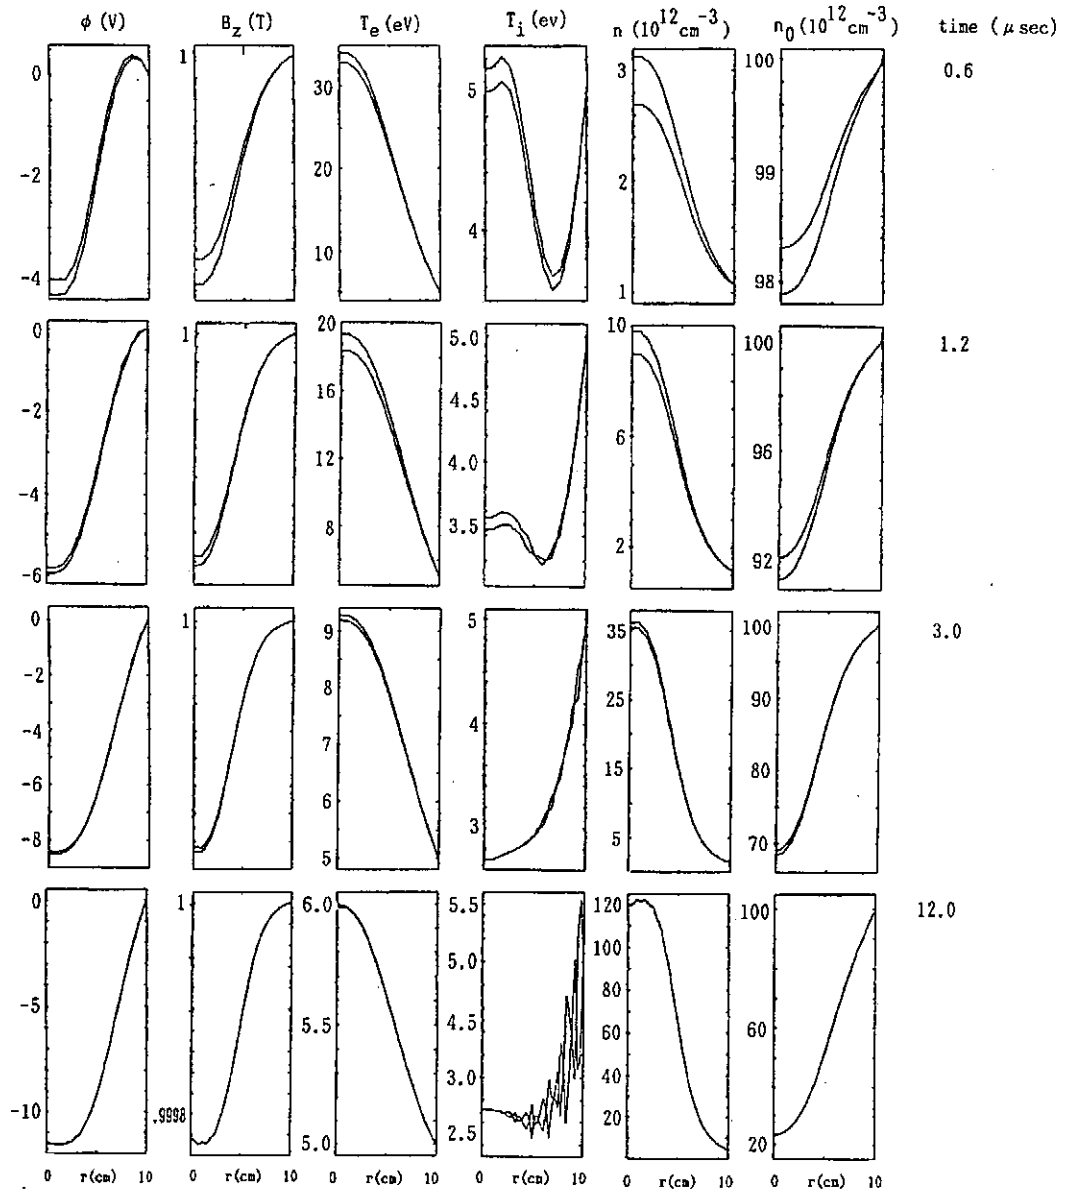 φ (V) B_z (T) T_e (eV) T_i (ev) n (10^12 cm^-3) n_0 (10^12 cm^-3) time (μ sec)
0 -2 -4
1
30 20 10
5 4
3 2 1
100 99 98
0.6
0 -2 -4 -6
1
20 16 12 8
5.0 4.5 4.0 3.5
10 6 2
100 96 92
1.2
0 -2 -4 -6 -8
1
9 8 7 6 5
5 4 3
35 25 15 5
100 90 80 70
3.0
0 -5 -10
1 .9998
6.0 5.5 5.0
5.5 5.0 4.5 3.0 2.5
120 100 80 60 40 20
100 60 20
12.0
0 r(cm) 10 0 r(cm) 10 0 r(cm) 10 0 r(cm) 10 0 r(cm) 10 0 r(cm) 10